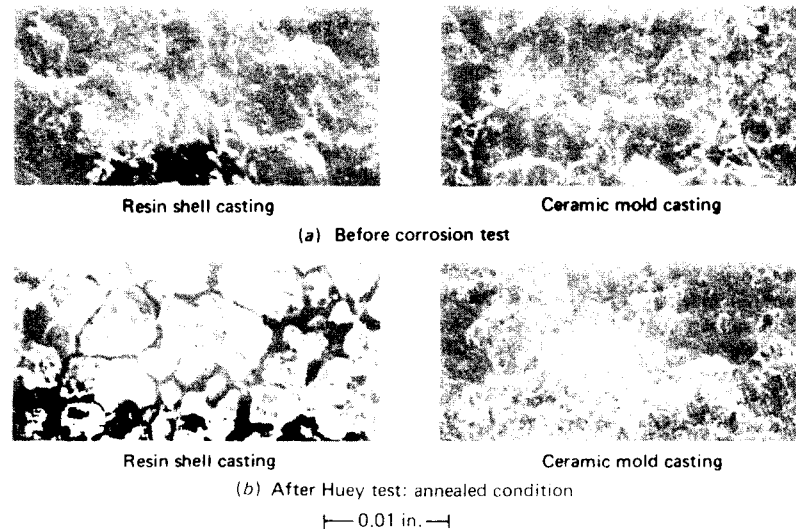 Resin shell casting
Ceramic mold casting
(a) Before corrosion test
Resin shell casting
Ceramic mold casting
(b) After Huey test: annealed condition
0.01 in.